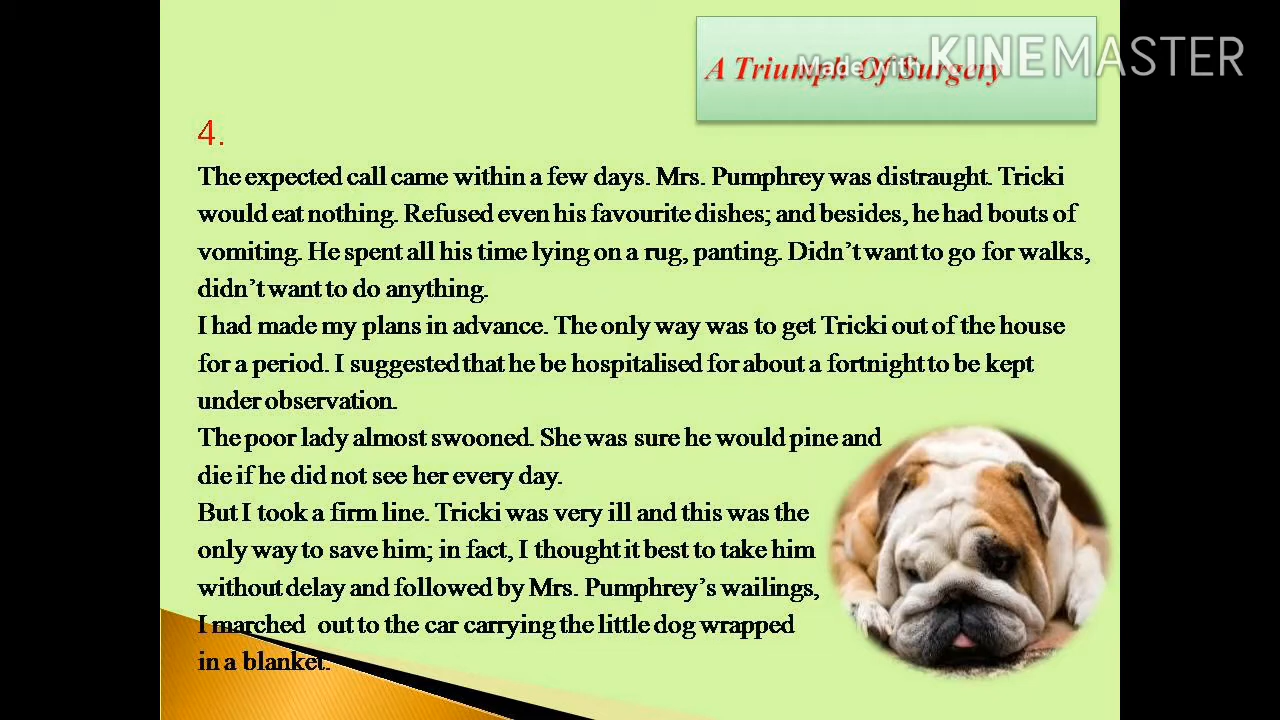 A Triumph Of Surgery
Made with KINEMASTER
4.
The expected call came within a few days. Mrs. Pumphrey was distraught. Tricki
would eat nothing. Refused even his favourite dishes; and besides, he had bouts of
vomiting. He spent all his time lying on a rug, panting. Didn’t want to go for walks,
didn’t want to do anything.
I had made my plans in advance. The only way was to get Tricki out of the house
for a period. I suggested that he be hospitalised for about a fortnight to be kept
under observation.
The poor lady almost swooned. She was sure he would pine and
die if he did not see her every day.
But I took a firm line. Tricki was very ill and this was the
only way to save him; in fact, I thought it best to take him
without delay and followed by Mrs. Pumphrey’s wailings,
I marched out to the car carrying the little dog wrapped
in a blanket.